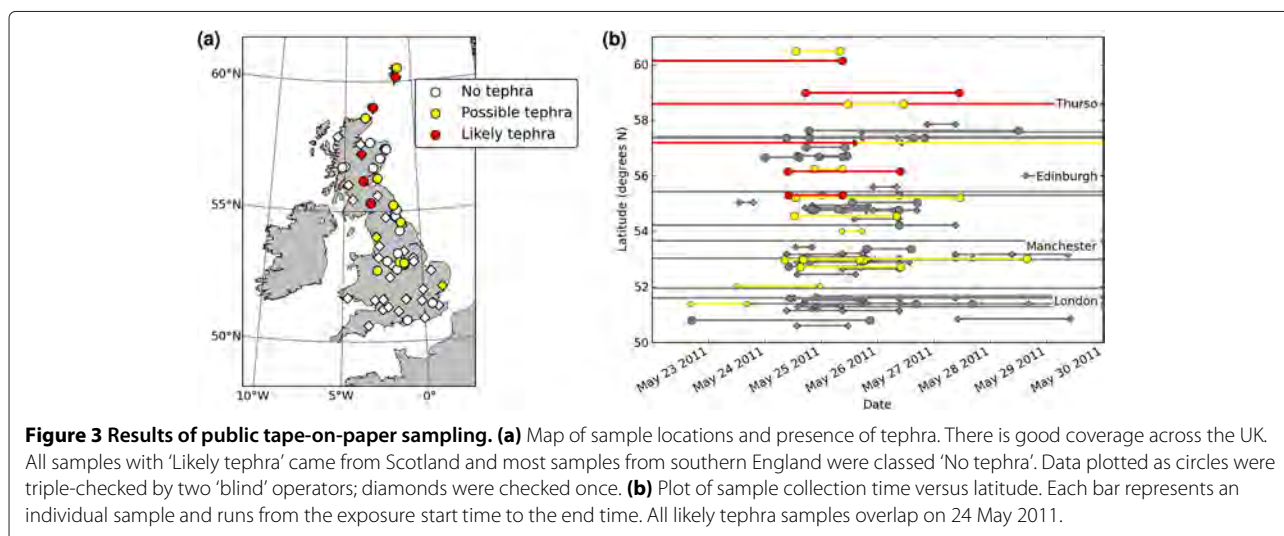 (a)
60°N
55°N
50°N
10°W
5°W
0°
No tephra
Possible tephra
Likely tephra
(b)
Latitude (degrees N)
60
58
56
54
52
50
Thurso
Edinburgh
Manchester
London
May 23 2011
May 24 2011
May 25 2011
May 26 2011
May 27 2011
May 28 2011
May 29 2011
May 30 2011
Date
Figure 3 Results of public tape-on-paper sampling. (a) Map of sample locations and presence of tephra. There is good coverage across the UK.
All samples with ‘Likely tephra’ came from Scotland and most samples from southern England were classed ‘No tephra’. Data plotted as circles were
triple-checked by two ‘blind’ operators; diamonds were checked once. (b) Plot of sample collection time versus latitude. Each bar represents an
individual sample and runs from the exposure start time to the end time. All likely tephra samples overlap on 24 May 2011.